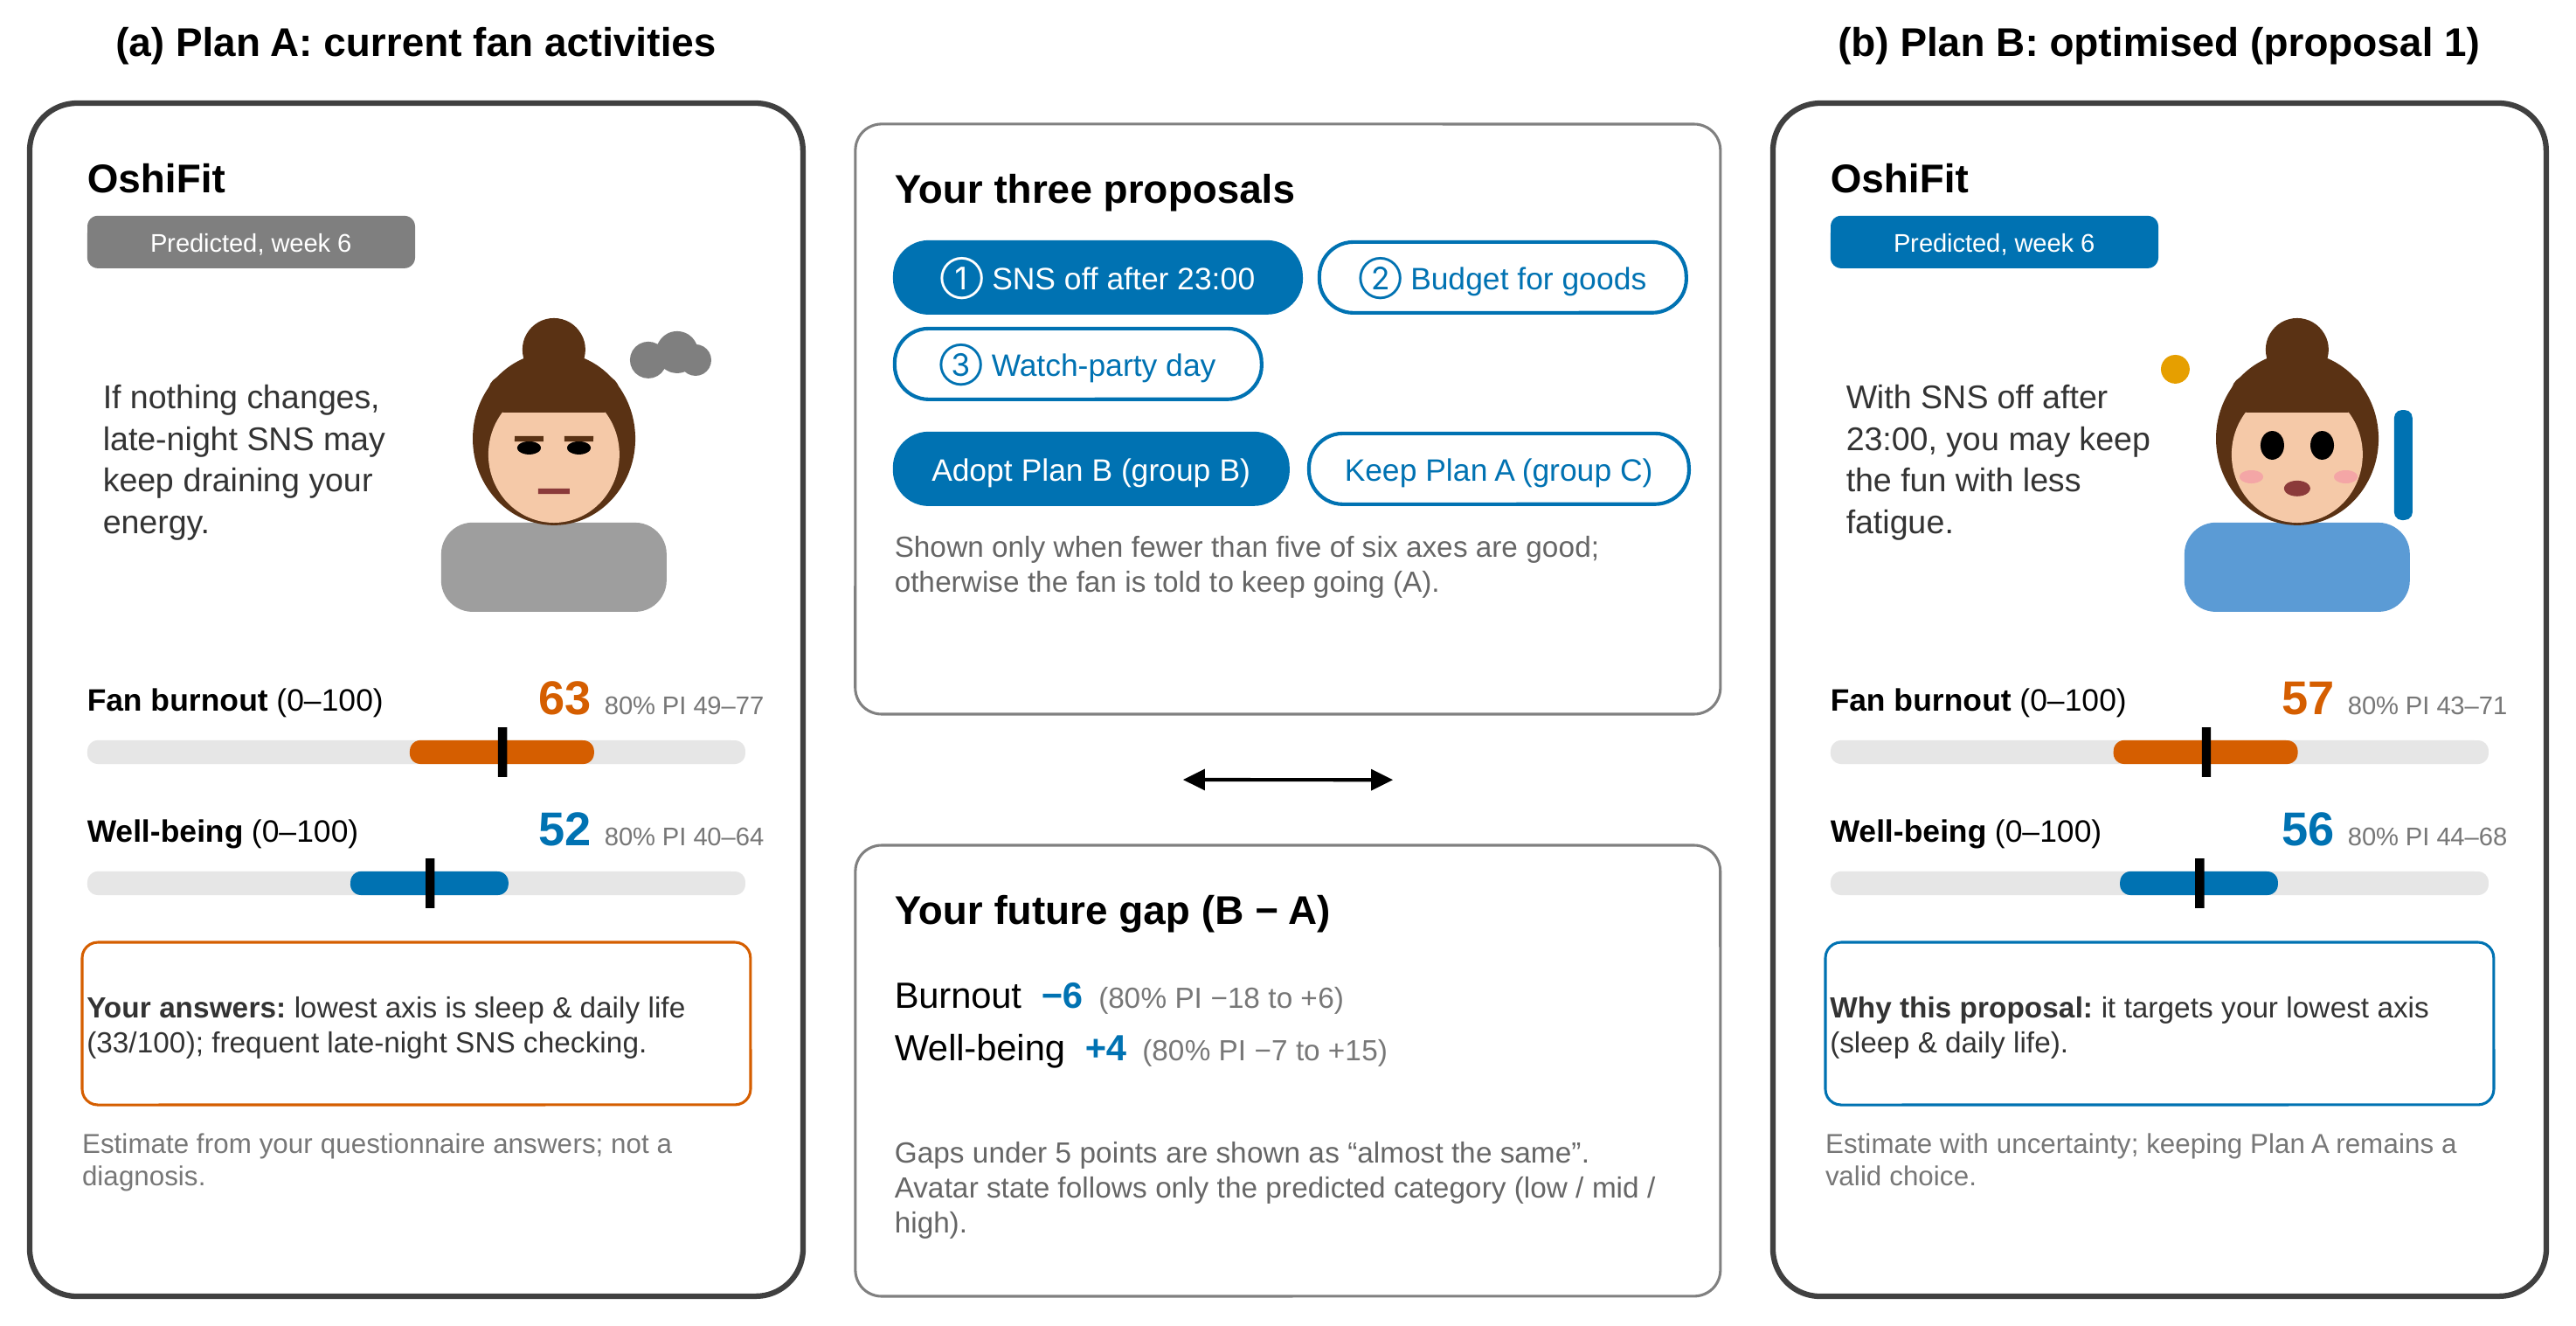 (a) Plan A: current fan activities
OshiFit
Predicted, week 6
If nothing changes,
late-night SNS may
keep draining your
energy.
Fan burnout (0–100) 63 80% PI 49–77
Well-being (0–100) 52 80% PI 40–64
Your answers: lowest axis is sleep & daily life
(33/100); frequent late-night SNS checking.
Estimate from your questionnaire answers; not a
diagnosis.
Your three proposals
① SNS off after 23:00
② Budget for goods
③ Watch-party day
Adopt Plan B (group B)
Keep Plan A (group C)
Shown only when fewer than five of six axes are good;
otherwise the fan is told to keep going (A).
Your future gap (B − A)
Burnout −6 (80% PI −18 to +6)
Well-being +4 (80% PI −7 to +15)
Gaps under 5 points are shown as “almost the same”.
Avatar state follows only the predicted category (low / mid /
high).
(b) Plan B: optimised (proposal 1)
OshiFit
Predicted, week 6
With SNS off after
23:00, you may keep
the fun with less
fatigue.
Fan burnout (0–100) 57 80% PI 43–71
Well-being (0–100) 56 80% PI 44–68
Why this proposal: it targets your lowest axis
(sleep & daily life).
Estimate with uncertainty; keeping Plan A remains a
valid choice.